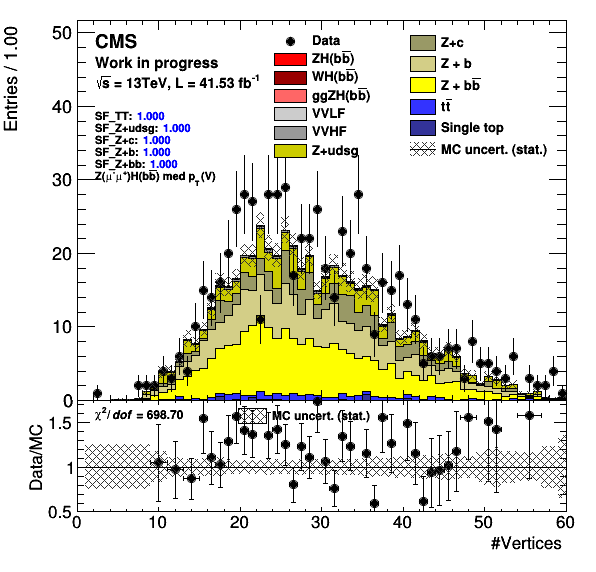 CMS
Work in progress
√s = 13TeV, L = 41.53 fb⁻¹
SF_TT: 1.000
SF_Z+udsg: 1.000
SF_Z+c: 1.000
SF_Z+b: 1.000
SF_Z+bb: 1.000
Z(μ⁻μ⁺)H(bb̅) med p_T(V)
Data
ZH(bb̅)
WH(bb̅)
ggZH(bb̅)
VVLF
VVHF
Z+udsg
Z+c
Z + b
Z + bb̅
tt̅
Single top
MC uncert. (stat.)
Entries / 1.00
50
40
30
20
10
0
χ²/ dof = 698.70
MC uncert. (stat.)
Data/MC
1.5
1
0.5
0 10 20 30 40 50 60
#Vertices